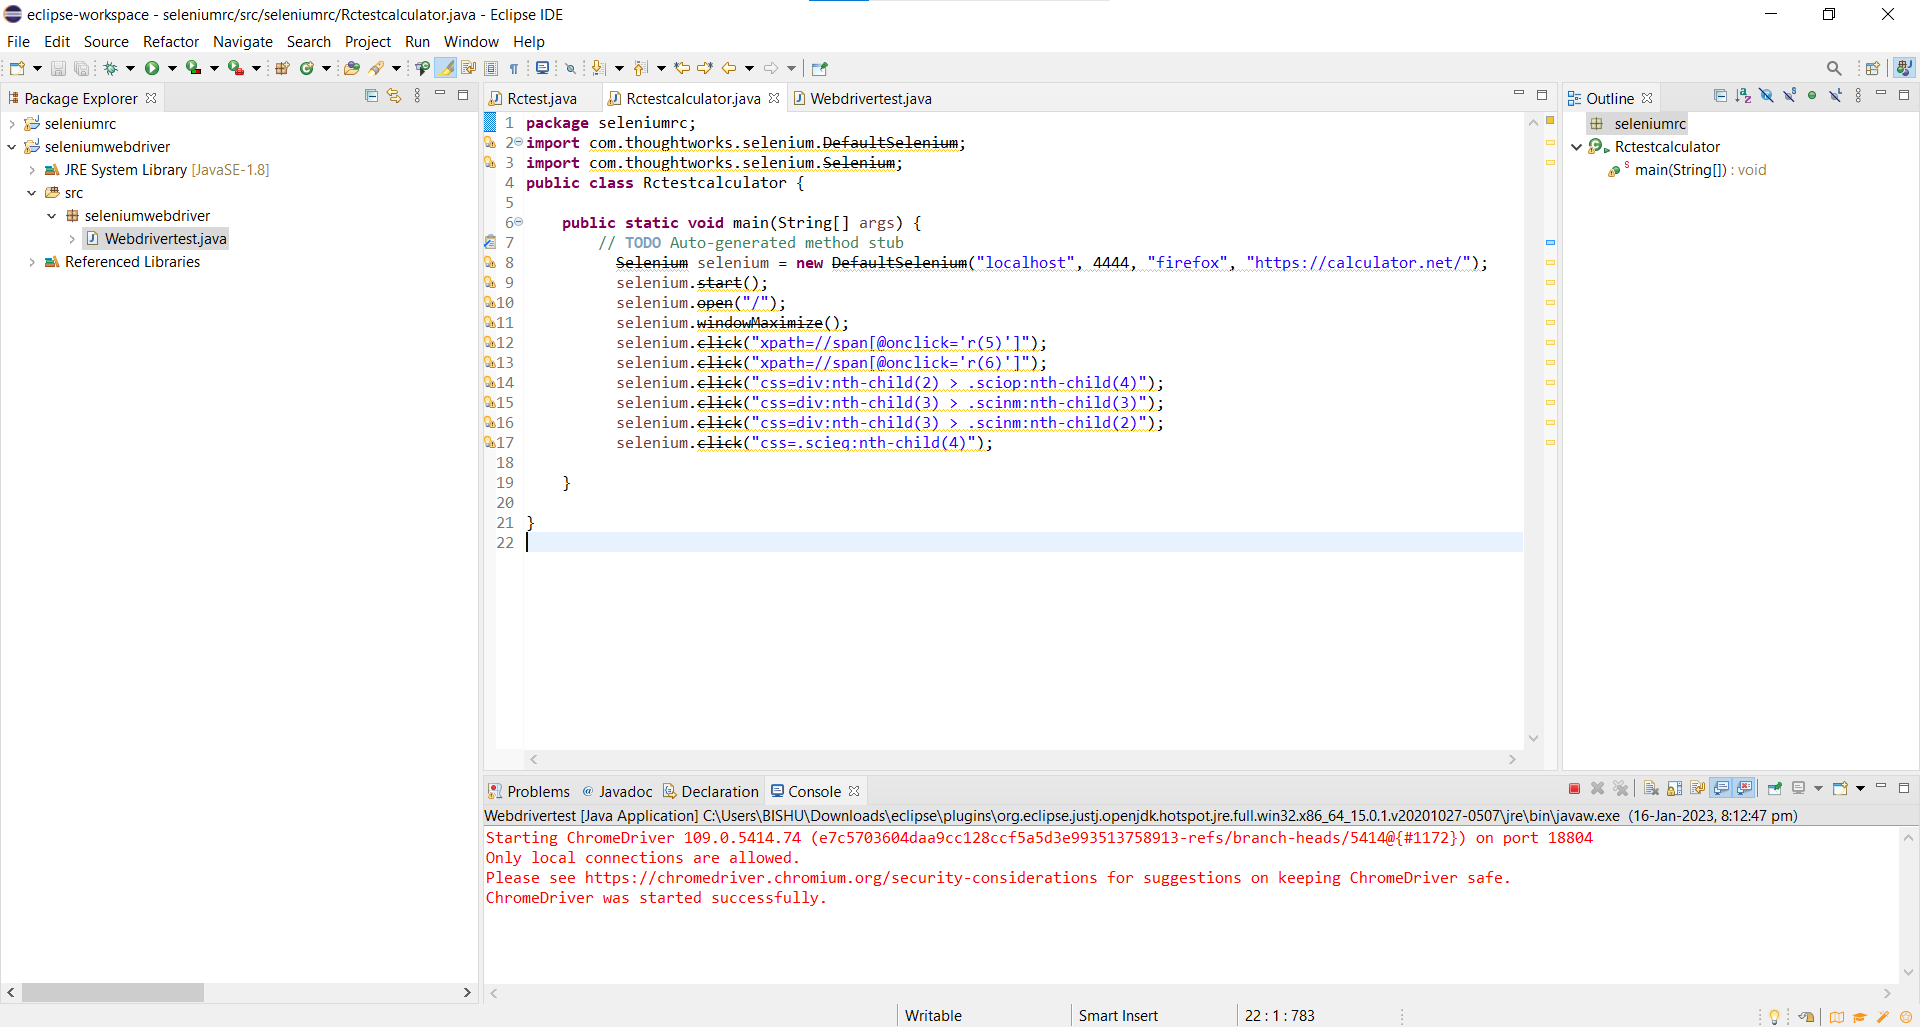 eclipse-workspace - seleniumrc/src/seleniumrc/Rctestcalculator.java - Eclipse IDE
File Edit Source Refactor Navigate Search Project Run Window Help
Package Explorer
seleniumrc
seleniumwebdriver
JRE System Library [JavaSE-1.8]
src
seleniumwebdriver
Webdrivertest.java
Referenced Libraries
Rctest.java Rctestcalculator.java Webdrivertest.java
1 package seleniumrc;
2 import com.thoughtworks.selenium.DefaultSelenium;
3 import com.thoughtworks.selenium.Selenium;
4 public class Rctestcalculator {
5
6 public static void main(String[] args) {
7 // TODO Auto-generated method stub
8 Selenium selenium = new DefaultSelenium("localhost", 4444, "firefox", "https://calculator.net/");
9 selenium.start();
10 selenium.open("/");
11 selenium.windowMaximize();
12 selenium.click("xpath=//span[@onclick='r(5)']");
13 selenium.click("xpath=//span[@onclick='r(6)']");
14 selenium.click("css=div:nth-child(2) > .sciop:nth-child(4)");
15 selenium.click("css=div:nth-child(3) > .scinm:nth-child(3)");
16 selenium.click("css=div:nth-child(3) > .scinm:nth-child(2)");
17 selenium.click("css=.scieq:nth-child(4)");
18
19 }
20
21 }
22
Outline
seleniumrc
Rctestcalculator
main(String[]) : void
Problems Javadoc Declaration Console
Webdrivertest [Java Application] C:\Users\BISHU\Downloads\eclipse\plugins\org.eclipse.justj.openjdk.hotspot.jre.full.win32.x86_64_15.0.1.v20201027-0507\jre\bin\javaw.exe (16-Jan-2023, 8:12:47 pm)
Starting ChromeDriver 109.0.5414.74 (e7c5703604daa9cc128ccf5a5d3e993513758913-refs/branch-heads/5414@{#1172}) on port 18804
Only local connections are allowed.
Please see https://chromedriver.chromium.org/security-considerations for suggestions on keeping ChromeDriver safe.
ChromeDriver was started successfully.
Writable Smart Insert 22 : 1 : 783